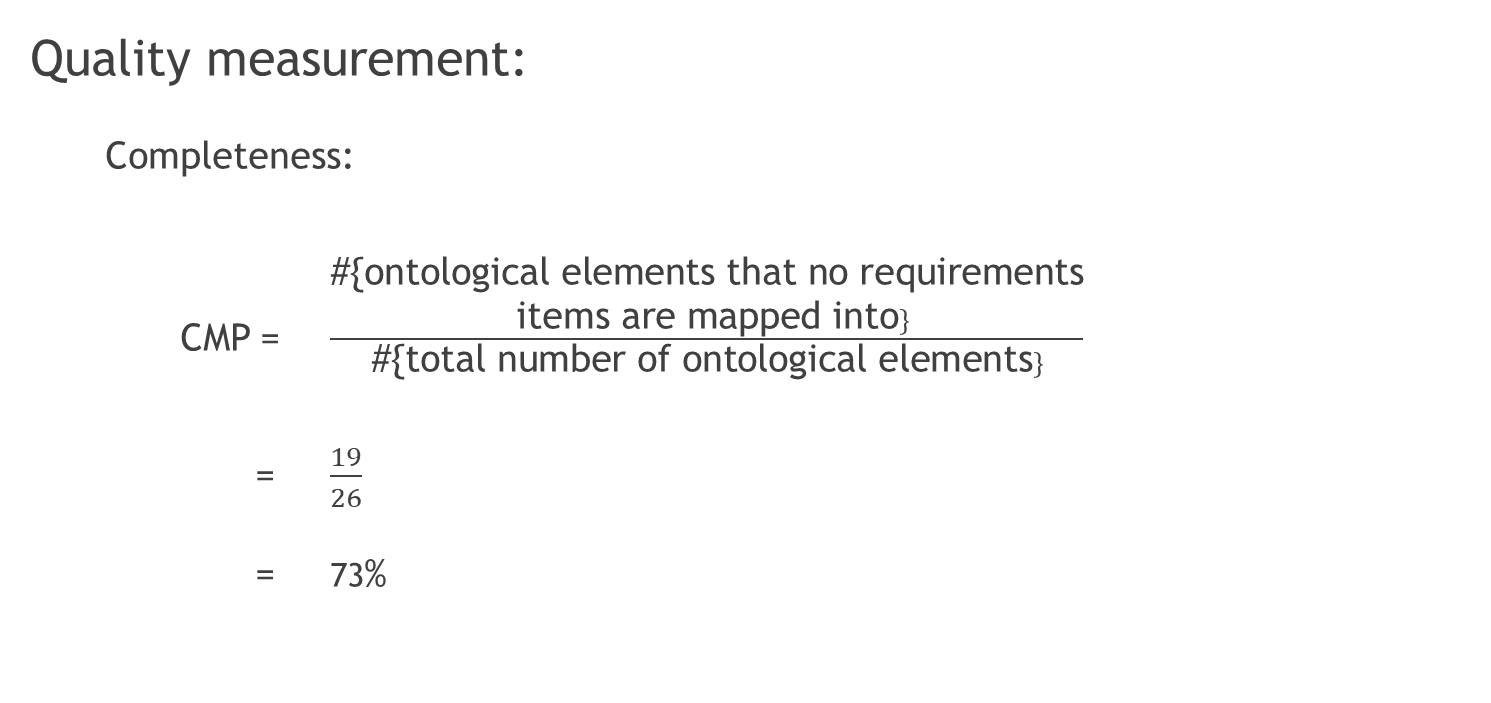 Quality measurement:
Completeness:
#{ontological elements that no requirements
items are mapped into}
CMP =
#{total number of ontological elements}
19
=
26
= 73%